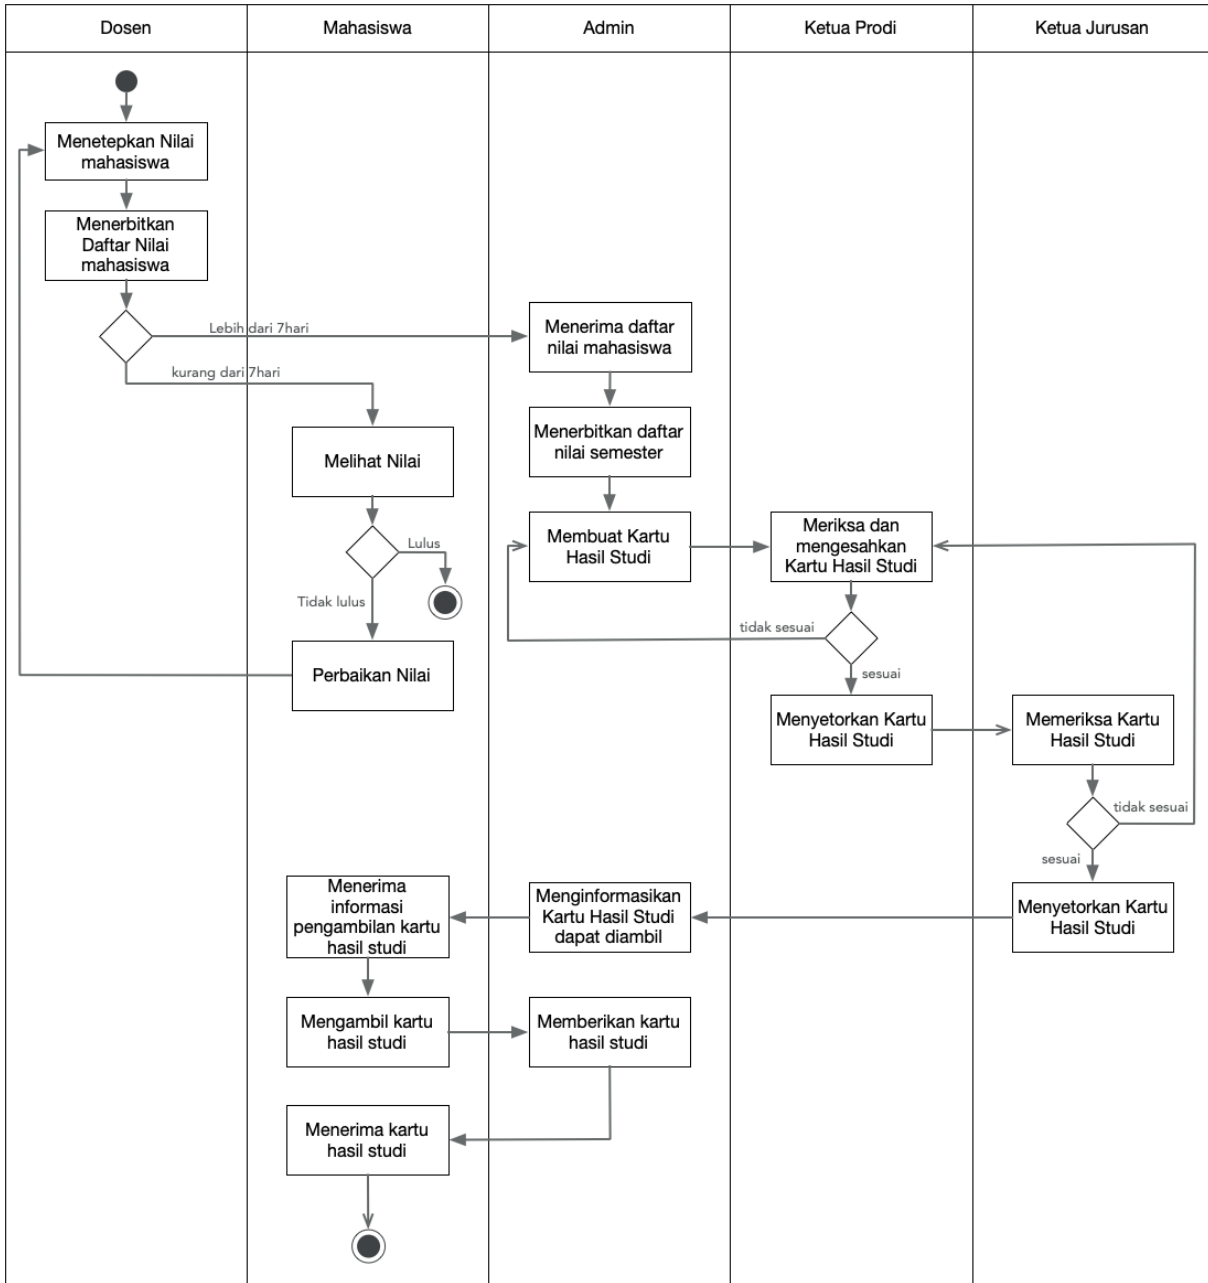 Dosen
Mahasiswa
Admin
Ketua Prodi
Ketua Jurusan
Menetepkan Nilai
mahasiswa
Menerbitkan
Daftar Nilai
mahasiswa
Lebih dari 7hari
kurang dari 7hari
Menerima daftar
nilai mahasiswa
Menerbitkan daftar
nilai semester
Melihat Nilai
Lulus
Tidak lulus
Perbaikan Nilai
Membuat Kartu
Hasil Studi
Meriksa dan
mengesahkan
Kartu Hasil Studi
tidak sesuai
sesuai
Menyetorkan Kartu
Hasil Studi
Memeriksa Kartu
Hasil Studi
tidak sesuai
sesuai
Menyetorkan Kartu
Hasil Studi
Menginformasikan
Kartu Hasil Studi
dapat diambil
Menerima
informasi
pengambilan kartu
hasil studi
Mengambil kartu
hasil studi
Memberikan kartu
hasil studi
Menerima kartu
hasil studi